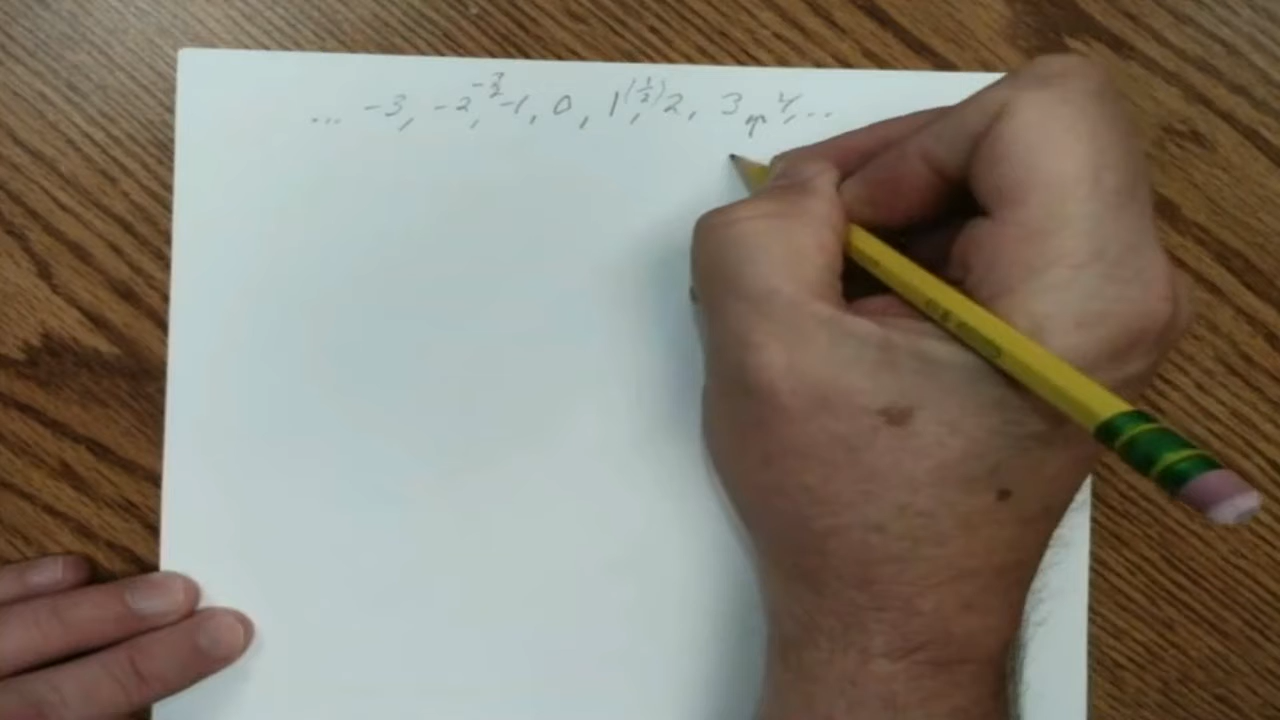 ... -3, -2, -3/2 -1, 0, 1, (1/2) 2, 3, 4, ...